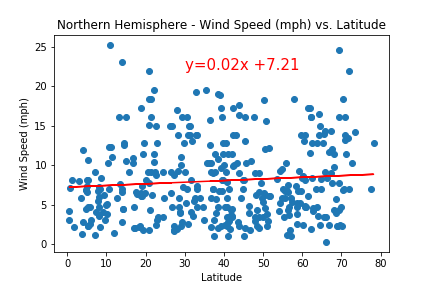 Northern Hemisphere - Wind Speed (mph) vs. Latitude
y=0.02x +7.21
Wind Speed (mph)
25
20
15
10
5
0
0 10 20 30 40 50 60 70 80
Latitude